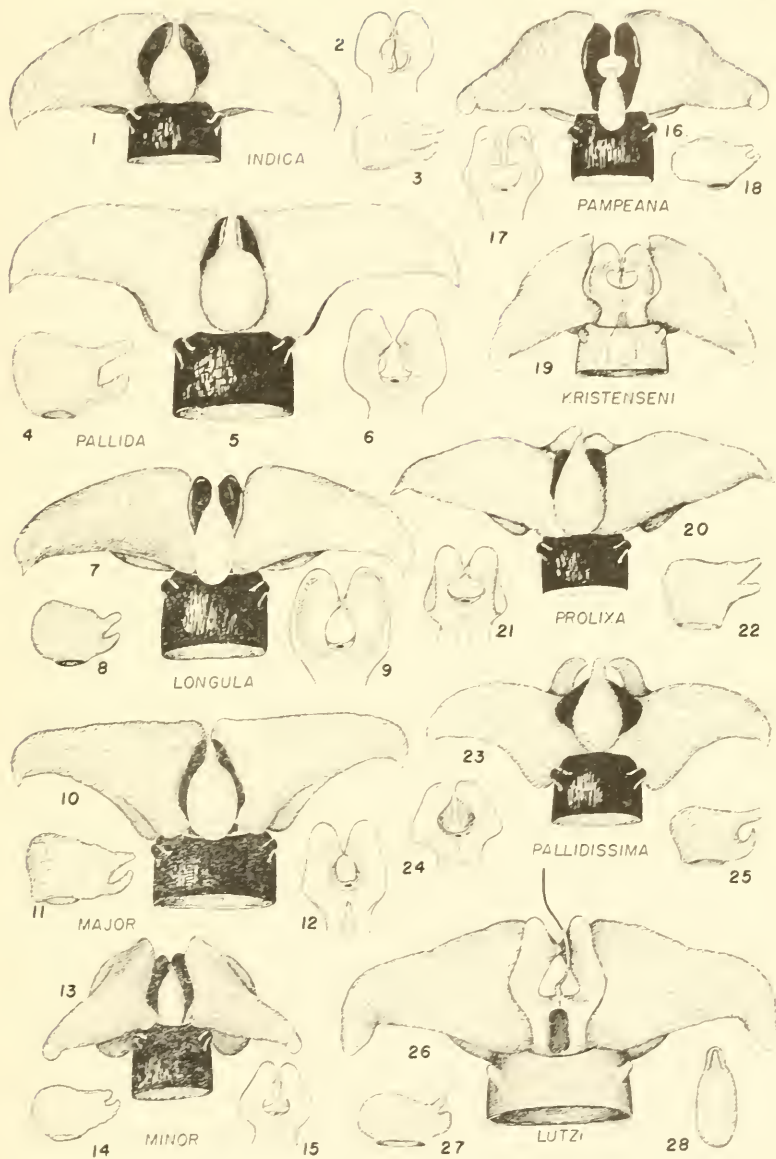 1
2
3
INDICA
4
5
6
PALLIDA
7
8
9
LONGULA
10
11
12
MAJOR
13
14
15
MINOR
16
17
18
PAMPEANA
19
KRISTENSENI
20
21
22
PROLIXA
23
24
25
PALLIDISSIMA
26
27
28
LUTZI